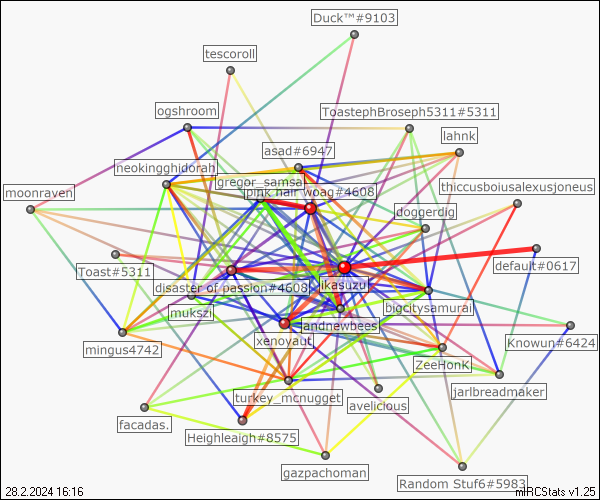 Duck™#9103
tescoroll
ogshroom
ToastephBroseph5311#5311
lahnk
asad#6947
neokingghidorah
gregor_samsa
pink hair woag#4608
moonraven
thiccusboiusalexusjoneus
doggerdig
Toast#5311
default#0617
disaster of passion#4608
ikasuzu
mukszi
bigcitysamurai
andnewbees
xenoyaut
mingus4742
Knowun#6424
ZeeHonK
turkey_mcnugget
jarlbreadmaker
avelicious
facadas.
Heighleaigh#8575
gazpachoman
Random Stuf6#5983
28.2.2024 16:16
mIRCStats v1.25